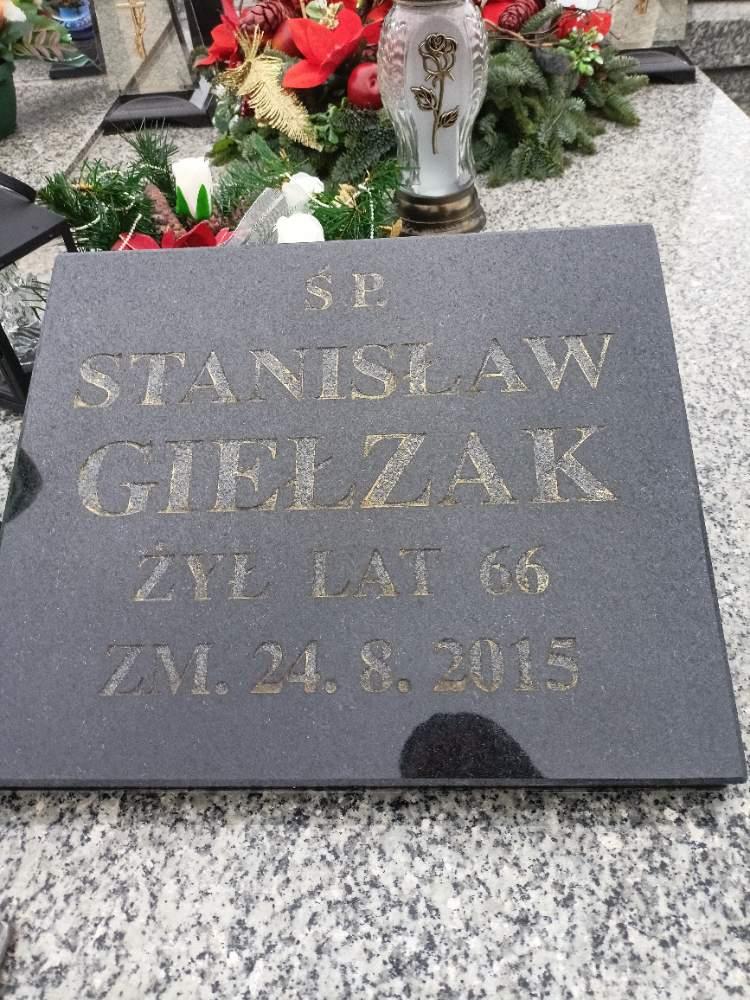 Ś P.
STANISŁAW
GIEŁZAK
ŻYŁ LAT 66
ZM. 24. 8. 2015